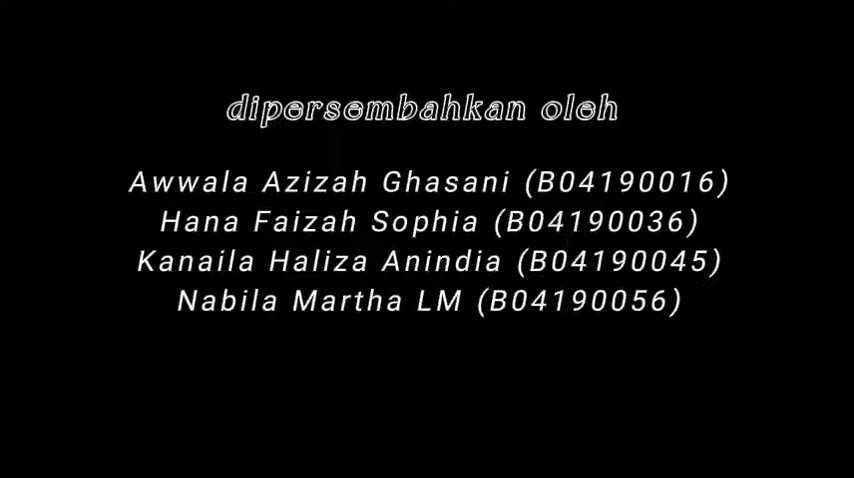 dipersembahkan oleh
Awwala Azizah Ghasani (B04190016)
Hana Faizah Sophia (B04190036)
Kanaila Haliza Anindia (B04190045)
Nabila Martha LM (B04190056)